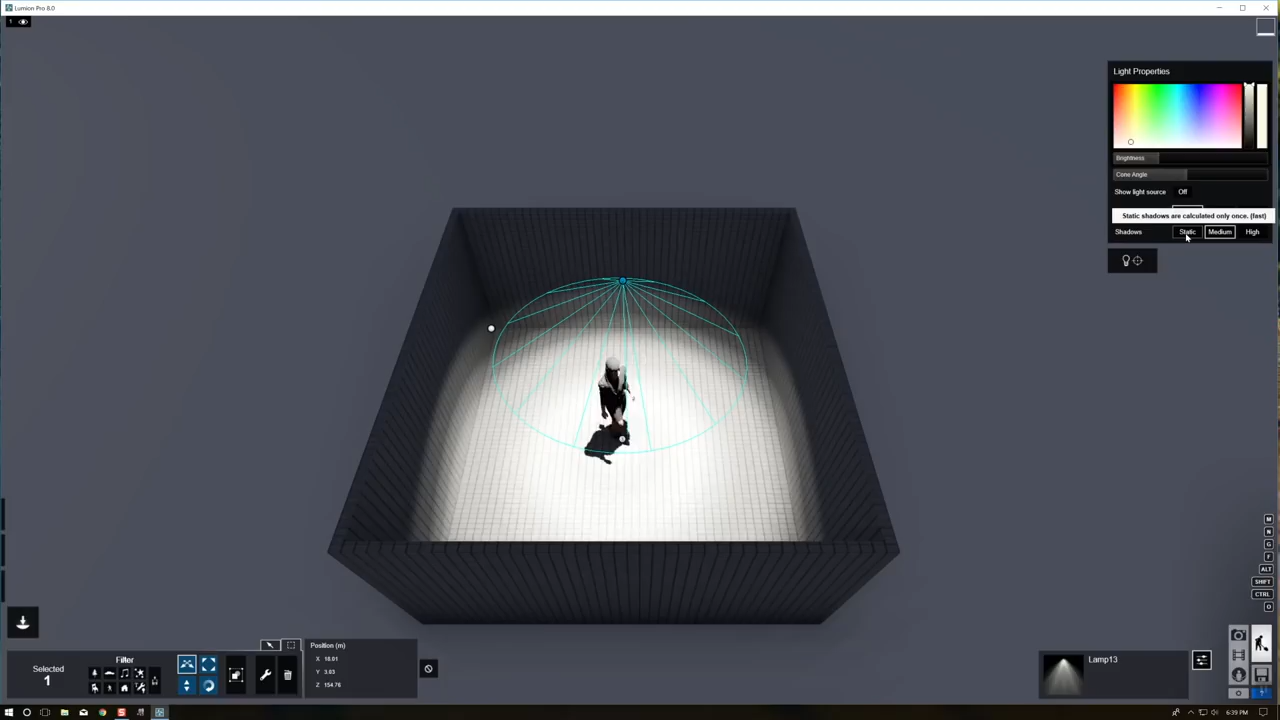 Lumion Pro 8.0
1
Light Properties
Brightness
Cone Angle
Show light source Off
Static shadows are calculated only once. (fast)
Shadows Static Medium High
M
N
G
F
ALT
SHIFT
CTRL
O
Selected
1
Filter
Position (m)
X 18.01
Y 3.03
Z 154.76
Lamp13
6:39 PM